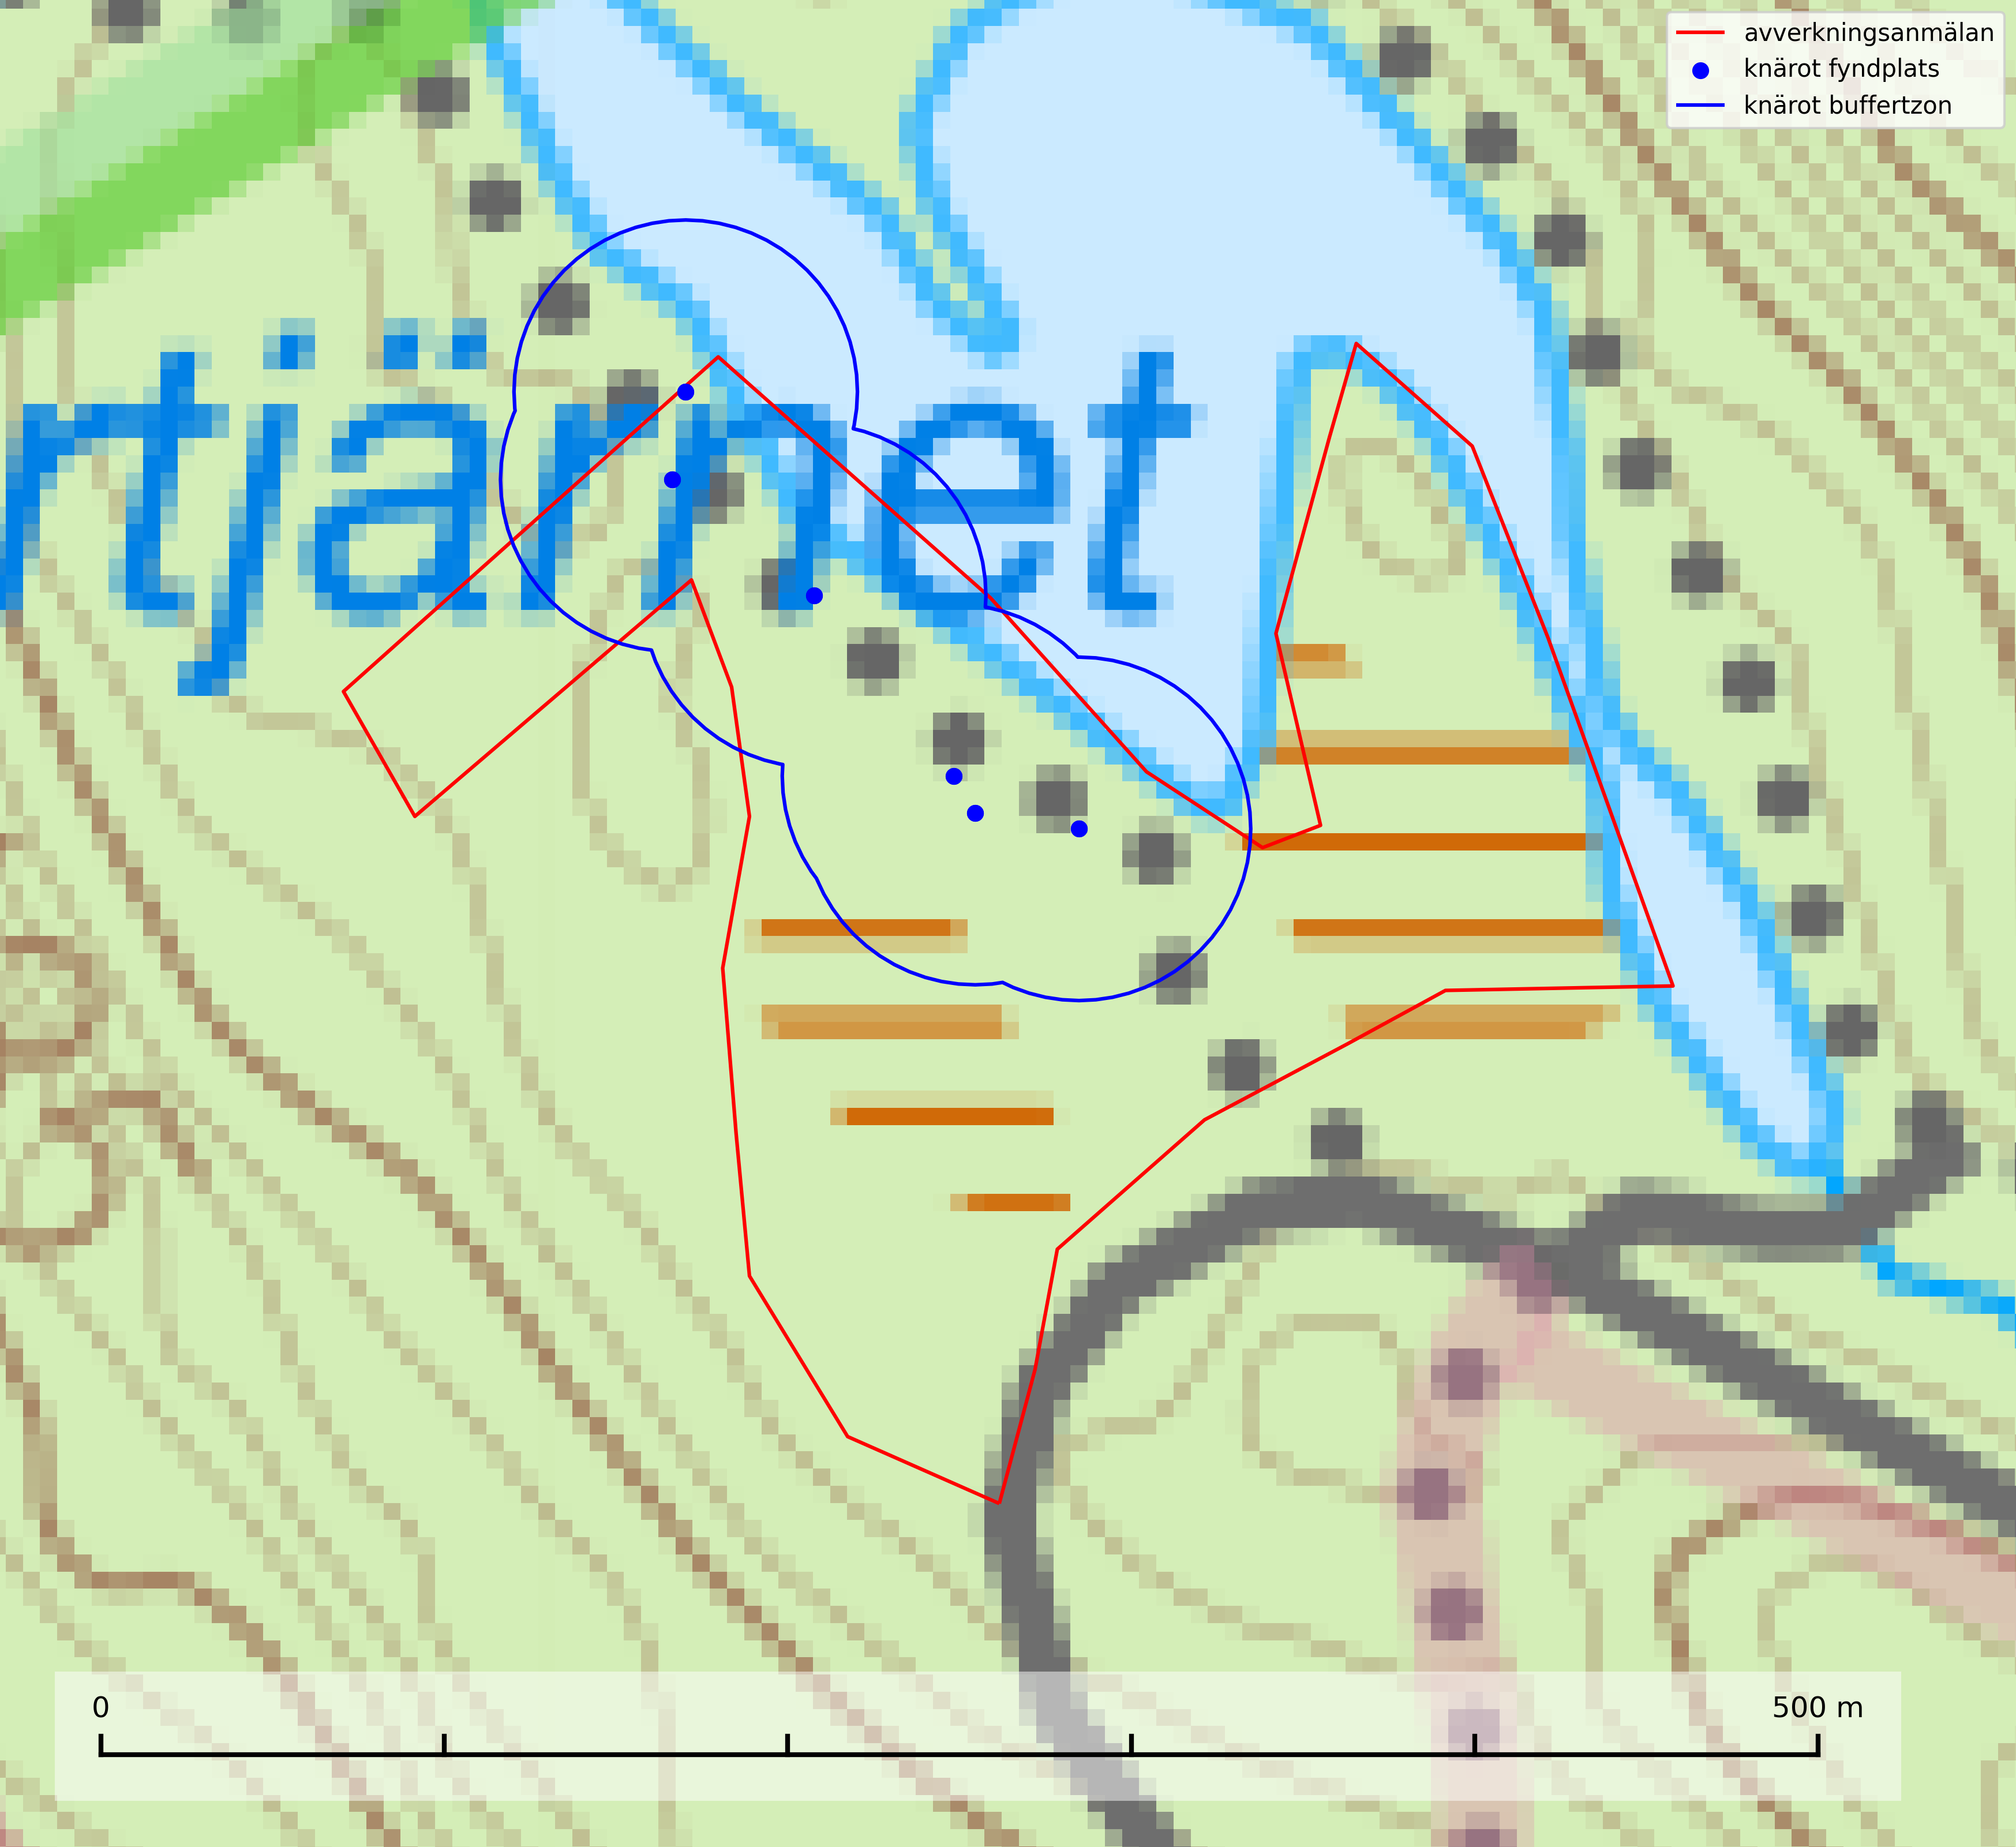 avverkningsanmälan
knärot fyndplats
knärot buffertzon
rtjärnet
0 500 m